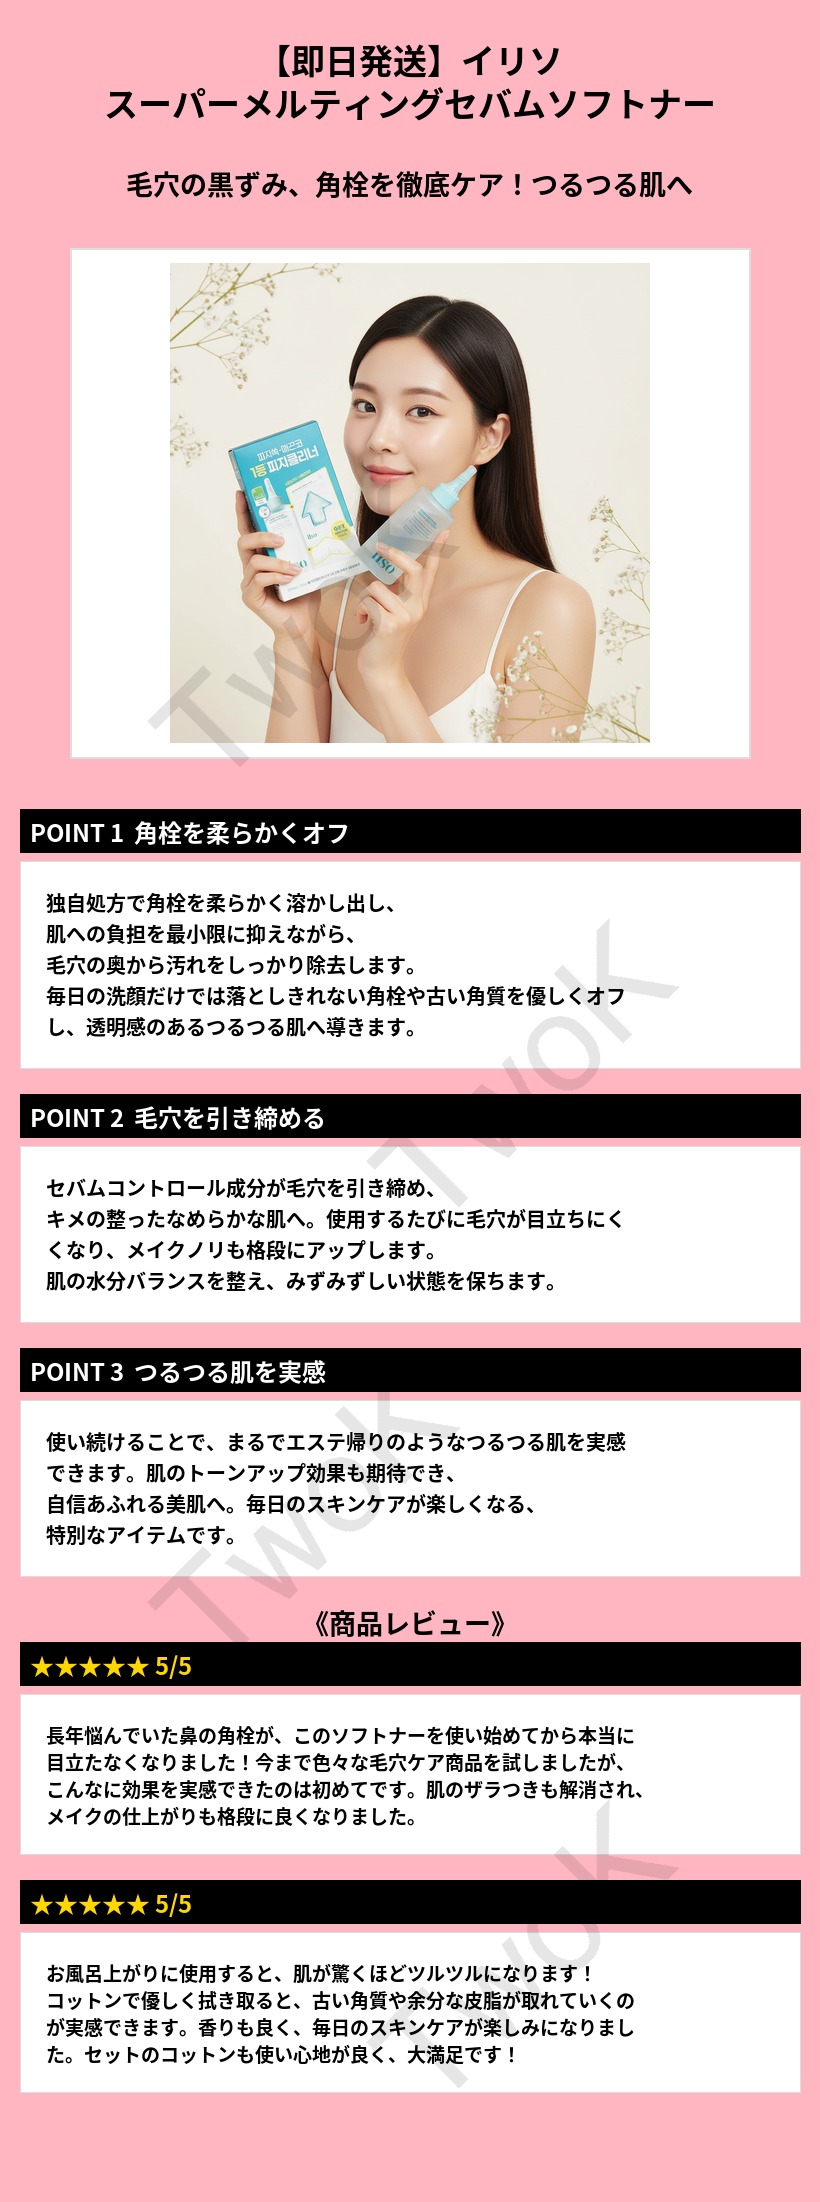 【即日発送】イリソ
スーパーメルティングセバムソフトナー
毛穴の黒ずみ、角栓を徹底ケア！つるつる肌へ
피지쏙-매끈코
1등 피지클리너
ilso
ilso
TwoK
POINT 1 角栓を柔らかくオフ
独自処方で角栓を柔らかく溶かし出し、
肌への負担を最小限に抑えながら、
毛穴の奥から汚れをしっかり除去します。
毎日の洗顔だけでは落としきれない角栓や古い角質を優しくオフ
し、透明感のあるつるつる肌へ導きます。
TwoK
POINT 2 毛穴を引き締める
セバムコントロール成分が毛穴を引き締め、
キメの整ったなめらかな肌へ。使用するたびに毛穴が目立ちにく
くなり、メイクノリも格段にアップします。
肌の水分バランスを整え、みずみずしい状態を保ちます。
POINT 3 つるつる肌を実感
使い続けることで、まるでエステ帰りのようなつるつる肌を実感
できます。肌のトーンアップ効果も期待でき、
自信あふれる美肌へ。毎日のスキンケアが楽しくなる、
特別なアイテムです。
TwoK
《商品レビュー》
★★★★★ 5/5
長年悩んでいた鼻の角栓が、このソフトナーを使い始めてから本当に
目立たなくなりました！今まで色々な毛穴ケア商品を試しましたが、
こんなに効果を実感できたのは初めてです。肌のザラつきも解消され、
メイクの仕上がりも格段に良くなりました。
★★★★★ 5/5
お風呂上がりに使用すると、肌が驚くほどツルツルになります！
コットンで優しく拭き取ると、古い角質や余分な皮脂が取れていくの
が実感できます。香りも良く、毎日のスキンケアが楽しみになりまし
た。セットのコットンも使い心地が良く、大満足です！
TwoK